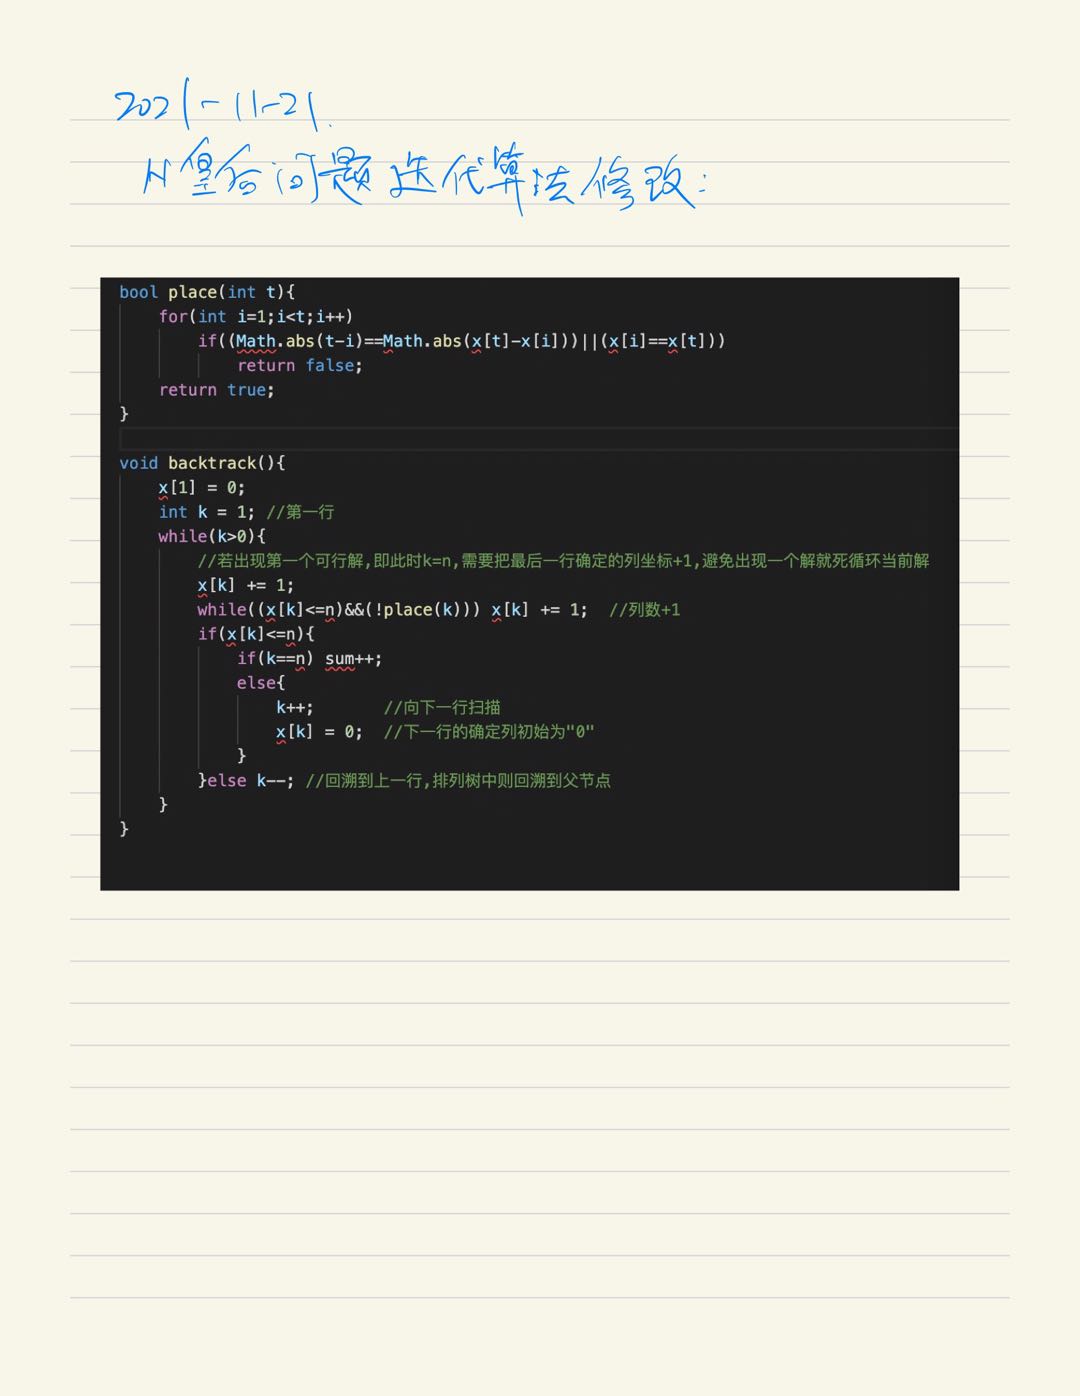 2021-11-21.
N皇后问题迭代算法修改:
bool place(int t){
    for(int i=1;i<t;i++)
        if((Math.abs(t-i)==Math.abs(x[t]-x[i]))||(x[i]==x[t]))
            return false;
    return true;
}
void backtrack(){
    x[1] = 0;
    int k = 1; //第一行
    while(k>0){
        //若出现第一个可行解,即此时k=n,需要把最后一行确定的列坐标+1,避免出现一个解就死循环当前解
        x[k] += 1;
        while((x[k]<=n)&&(!place(k))) x[k] += 1;  //列数+1
        if(x[k]<=n){
            if(k==n) sum++;
            else{
                k++;       //向下一行扫描
                x[k] = 0;  //下一行的确定列初始为"0"
            }
        }else k--; //回溯到上一行,排列树中则回溯到父节点
    }
}